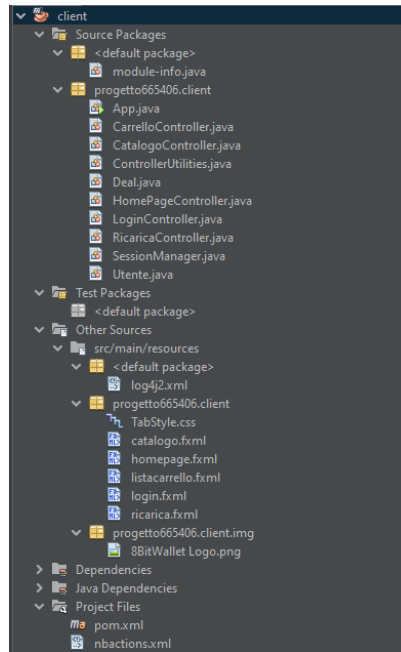 client
Source Packages
<default package>
module-info.java
progetto665406.client
App.java
CarrelloController.java
CatalogoController.java
ControllerUtilities.java
Deal.java
HomePageController.java
LoginController.java
RicaricaController.java
SessionManager.java
Utente.java
Test Packages
<default package>
Other Sources
src/main/resources
<default package>
log4j2.xml
progetto665406.client
TabStyle.css
catalogo.fxml
homepage.fxml
listacarrello.fxml
login.fxml
ricarica.fxml
progetto665406.client.img
8BitWallet Logo.png
Dependencies
Java Dependencies
Project Files
pom.xml
nbactions.xml